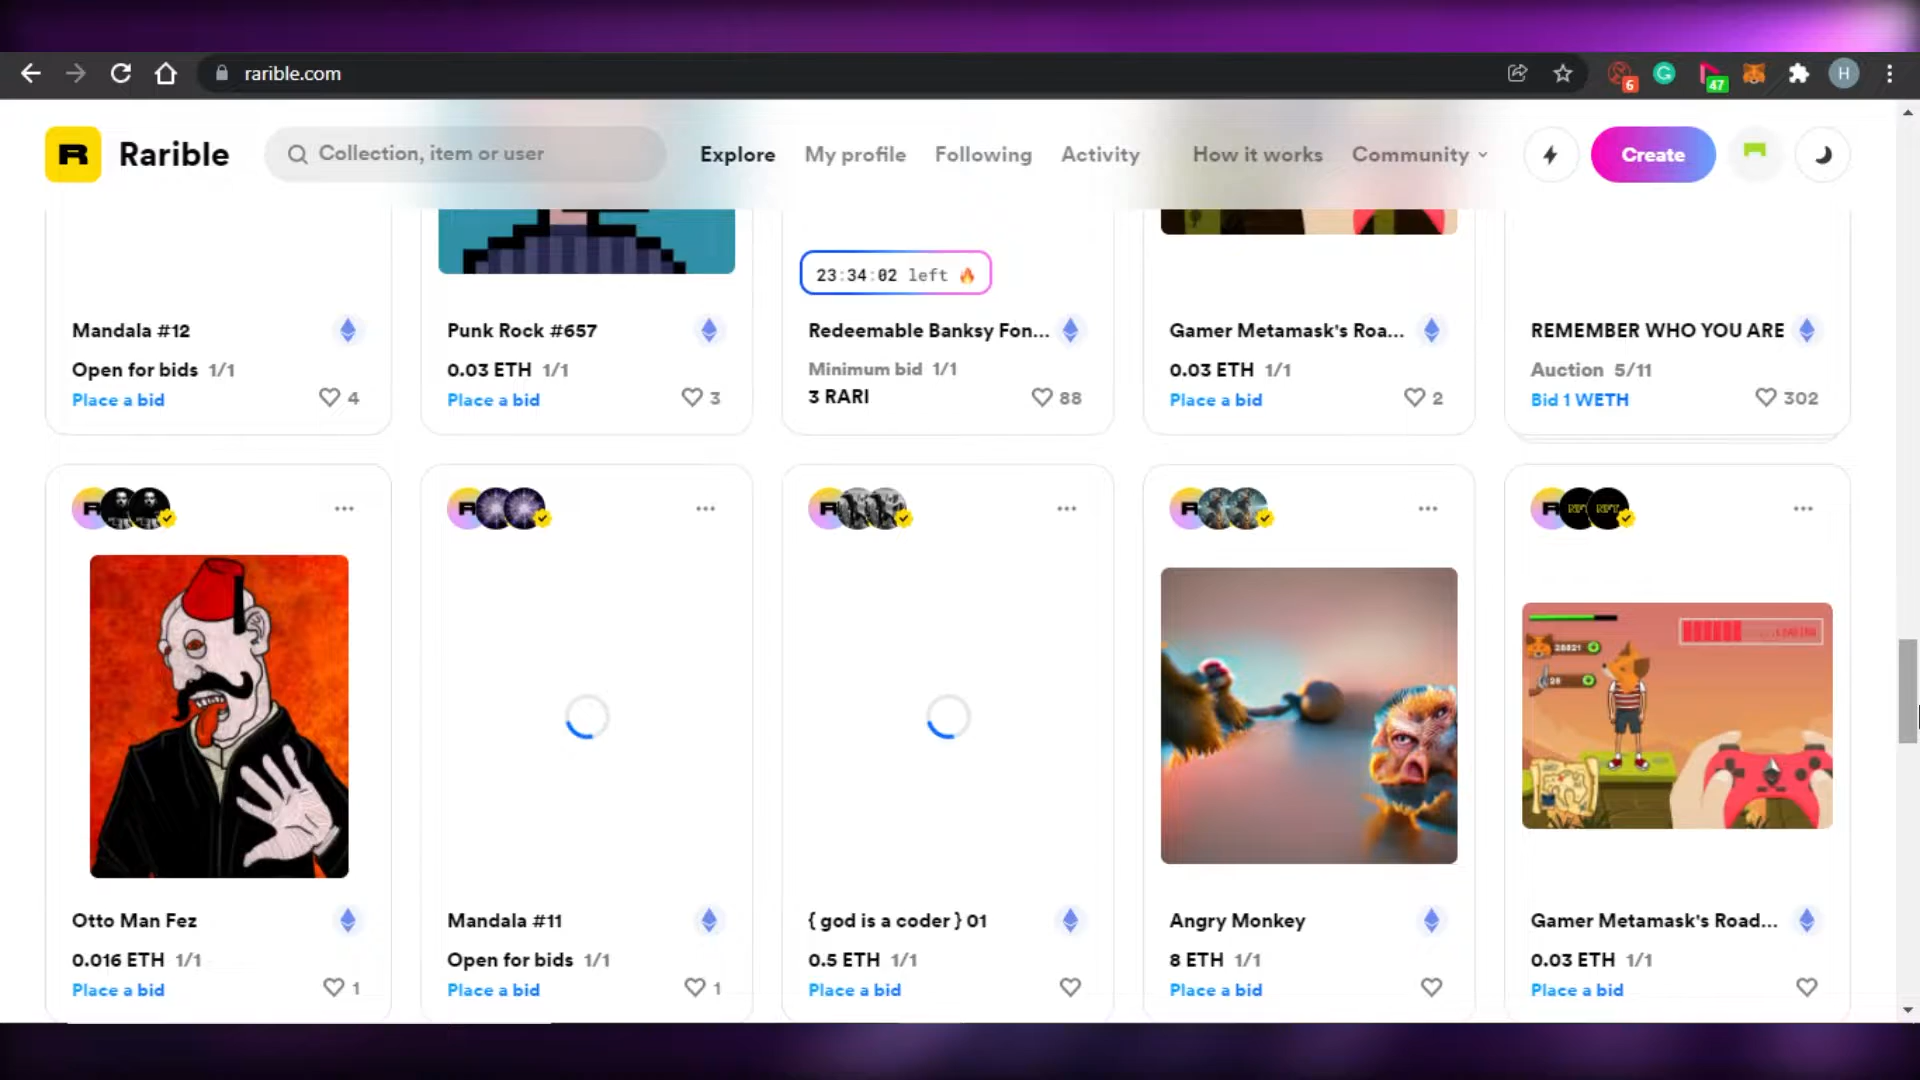 rarible.com
6
47
H
Rarible
Collection, item or user
Explore
My profile
Following
Activity
How it works
Community
Create
23:34:02 left
Mandala #12
Open for bids 1/1
Place a bid
4
Punk Rock #657
0.03 ETH 1/1
Place a bid
3
Redeemable Banksy Fon...
Minimum bid 1/1
3 RARI
88
Gamer Metamask's Roa...
0.03 ETH 1/1
Place a bid
2
REMEMBER WHO YOU ARE
Auction 5/11
Bid 1 WETH
302
LOADING
28821
28
Otto Man Fez
0.016 ETH 1/1
Place a bid
1
Mandala #11
Open for bids 1/1
Place a bid
1
{ god is a coder } 01
0.5 ETH 1/1
Place a bid
Angry Monkey
8 ETH 1/1
Place a bid
Gamer Metamask's Road...
0.03 ETH 1/1
Place a bid